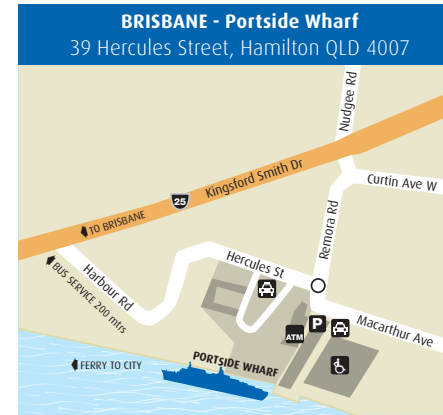 BRISBANE - Portside Wharf
39 Hercules Street, Hamilton QLD 4007
Nudgee Rd
Kingsford Smith Dr
Curtin Ave W
25
TO BRISBANE
Remora Rd
Hercules St
BUS SERVICE 200 mtrs
Harbour Rd
Macarthur Ave
P
ATM
PORTSIDE WHARF
FERRY TO CITY